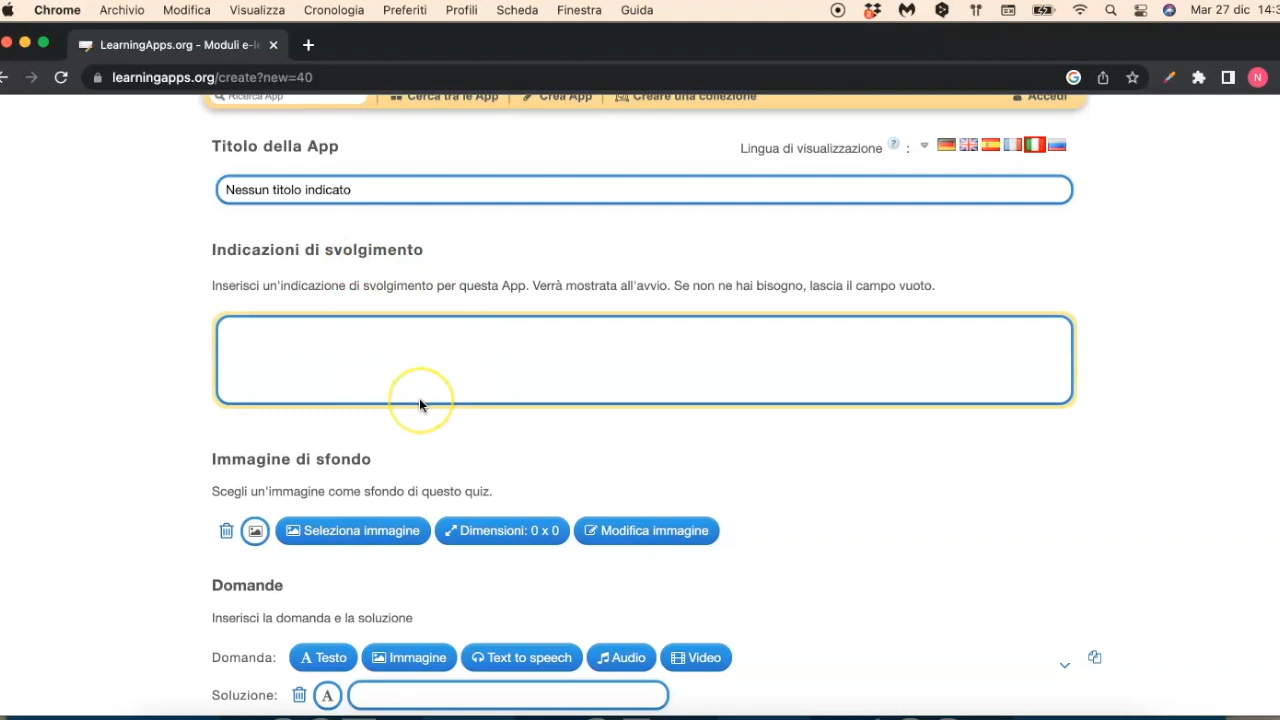 Chrome Archivio Modifica Visualizza Cronologia Preferiti Profili Scheda Finestra Guida Mar 27 dic 14:3
LearningApps.org - Moduli e-le
learningapps.org/create?new=40 N
Ricerca App Cerca tra le App Crea App Creare una collezione Accedi
Titolo della App Lingua di visualizzazione ? :
Nessun titolo indicato
Indicazioni di svolgimento
Inserisci un'indicazione di svolgimento per questa App. Verrà mostrata all'avvio. Se non ne hai bisogno, lascia il campo vuoto.
Immagine di sfondo
Scegli un'immagine come sfondo di questo quiz.
Seleziona immagine Dimensioni: 0 x 0 Modifica immagine
Domande
Inserisci la domanda e la soluzione
Domanda: A Testo Immagine Text to speech Audio Video
Soluzione: A